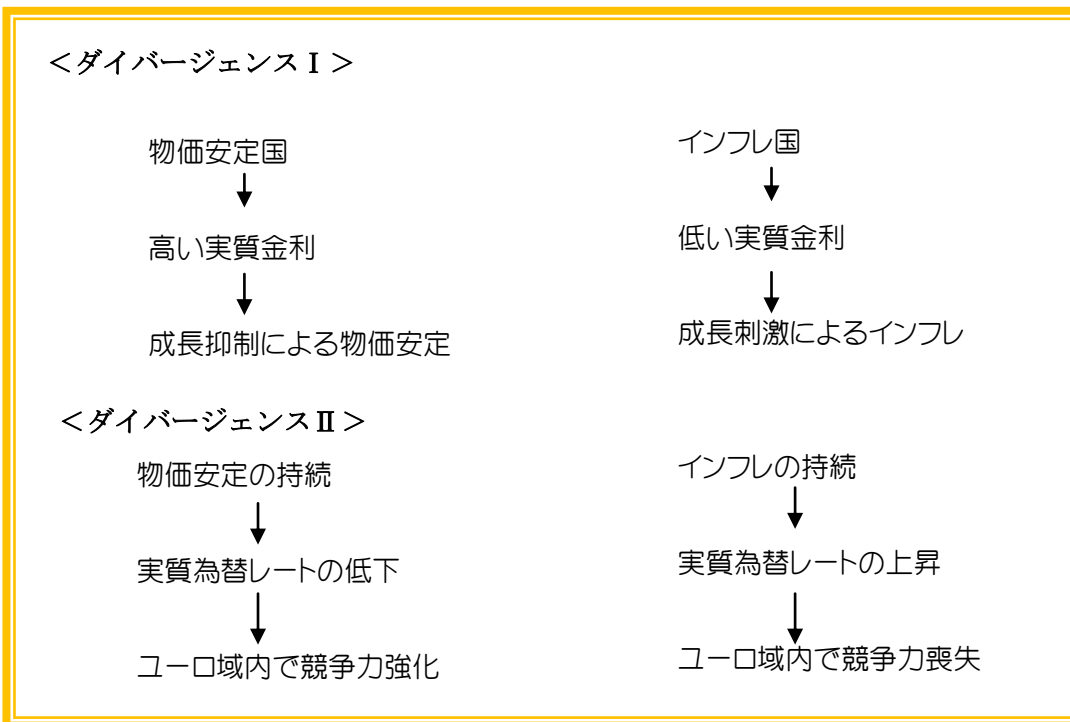 ＜ダイバージェンスⅠ＞
物価安定国
高い実質金利
成長抑制による物価安定
インフレ国
低い実質金利
成長刺激によるインフレ
＜ダイバージェンスⅡ＞
物価安定の持続
実質為替レートの低下
ユーロ域内で競争力強化
インフレの持続
実質為替レートの上昇
ユーロ域内で競争力喪失